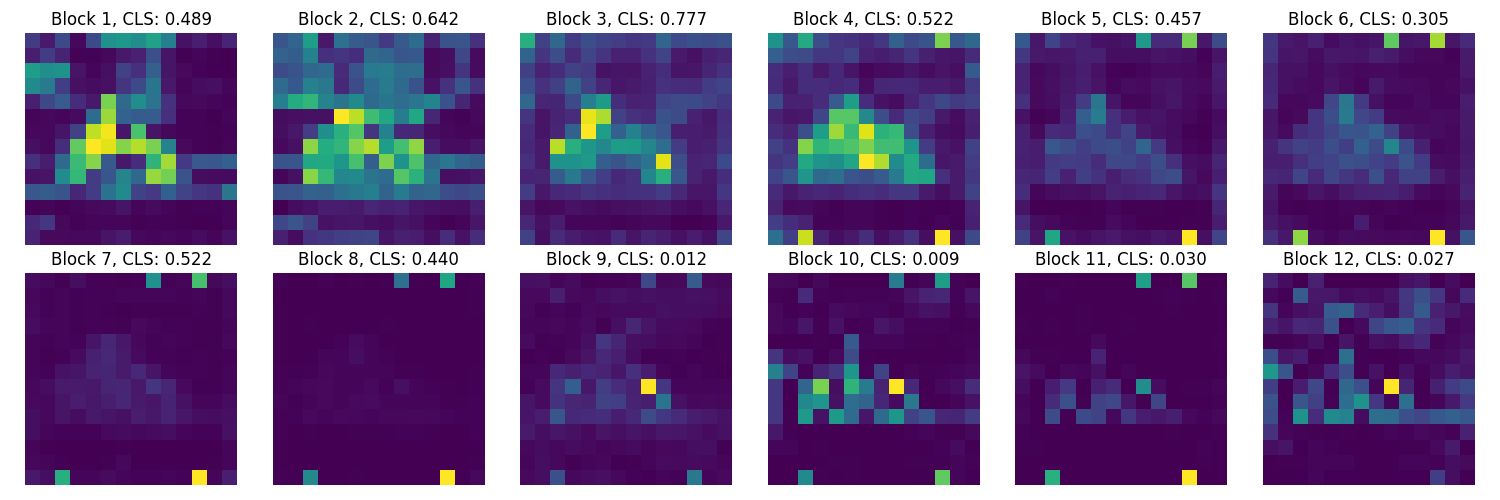 Block 1, CLS: 0.489
Block 2, CLS: 0.642
Block 3, CLS: 0.777
Block 4, CLS: 0.522
Block 5, CLS: 0.457
Block 6, CLS: 0.305
Block 7, CLS: 0.522
Block 8, CLS: 0.440
Block 9, CLS: 0.012
Block 10, CLS: 0.009
Block 11, CLS: 0.030
Block 12, CLS: 0.027